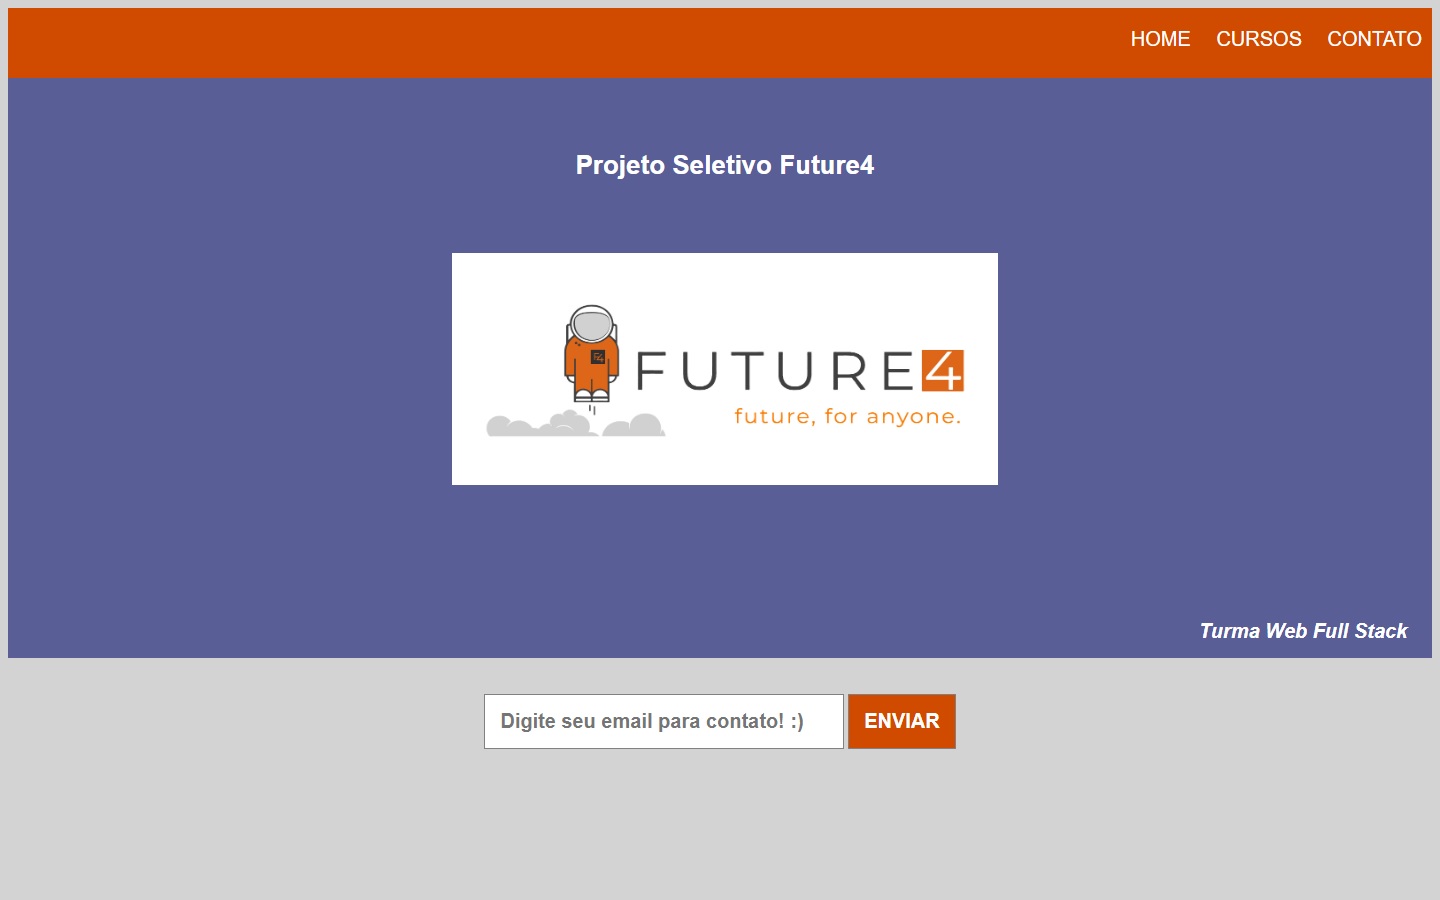 HOME CURSOS CONTATO
Projeto Seletivo Future4
F4
FUTURE4
future, for anyone.
Turma Web Full Stack
Digite seu email para contato! :) ENVIAR